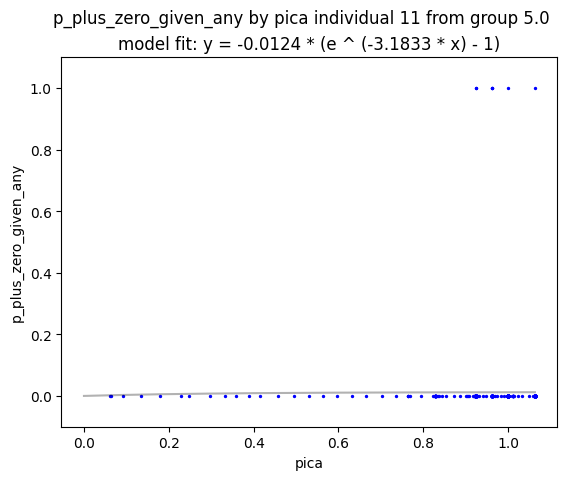 p_plus_zero_given_any by pica individual 11 from group 5.0
model fit: y = -0.0124 * (e ^ (-3.1833 * x) - 1)
1.0
0.8
0.6
0.4
0.2
0.0
p_plus_zero_given_any
0.0 0.2 0.4 0.6 0.8 1.0
pica